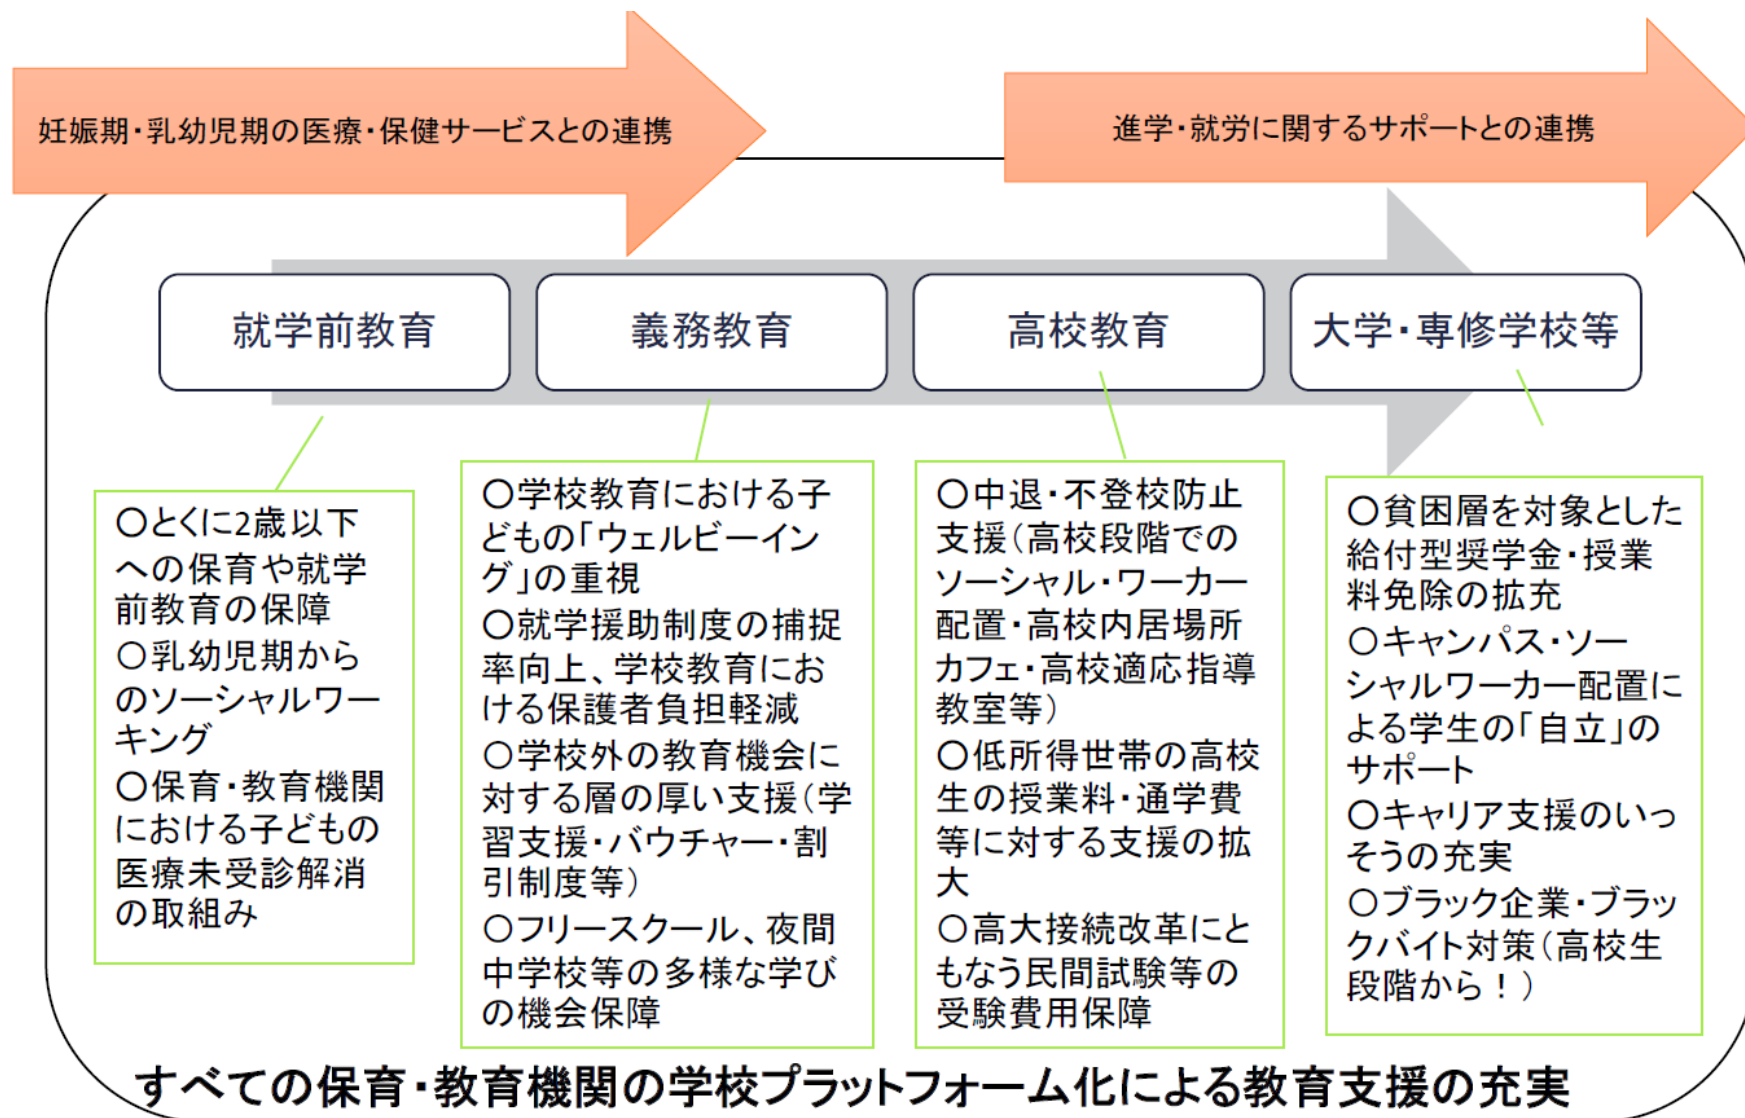 妊娠期・乳幼児期の医療・保健サービスとの連携
進学・就労に関するサポートとの連携
就学前教育
義務教育
高校教育
大学・専修学校等
〇とくに2歳以下
への保育や就学
前教育の保障
〇乳幼児期から
のソーシャルワー
キング
〇保育・教育機関
における子どもの
医療未受診解消
の取組み
〇学校教育における子
どもの「ウェルビーイン
グ」の重視
〇就学援助制度の捕捉
率向上、学校教育にお
ける保護者負担軽減
〇学校外の教育機会に
対する層の厚い支援(学
習支援・バウチャー・割
引制度等)
〇フリースクール、夜間
中学校等の多様な学び
の機会保障
〇中退・不登校防止
支援(高校段階での
ソーシャル・ワーカー
配置・高校内居場所
カフェ・高校適応指導
教室等)
〇低所得世帯の高校
生の授業料・通学費
等に対する支援の拡
大
〇高大接続改革にと
もなう民間試験等の
受験費用保障
〇貧困層を対象とした
給付型奨学金・授業
料免除の拡充
〇キャンパス・ソー
シャルワーカー配置に
よる学生の「自立」の
サポート
〇キャリア支援のいっ
そうの充実
〇ブラック企業・ブラッ
クバイト対策(高校生
段階から!)
すべての保育・教育機関の学校プラットフォーム化による教育支援の充実